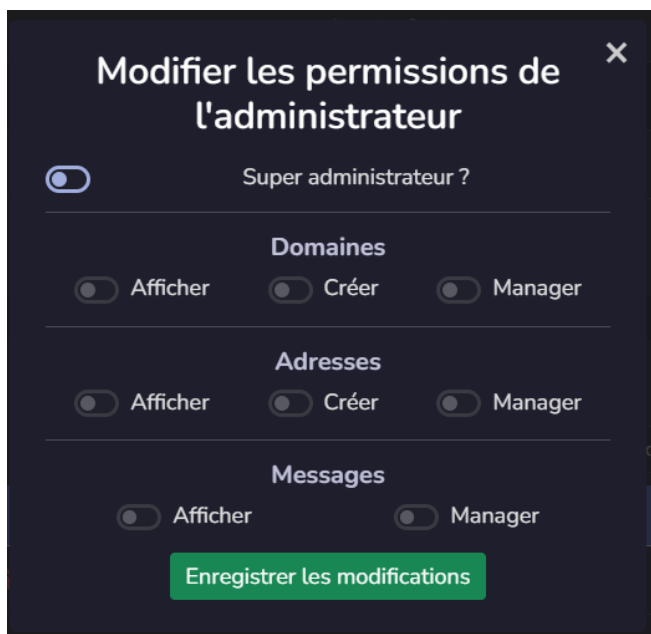 Modifier les permissions de
l'administrateur
Super administrateur ?
Domaines
Afficher Créer Manager
Adresses
Afficher Créer Manager
Messages
Afficher Manager
Enregistrer les modifications